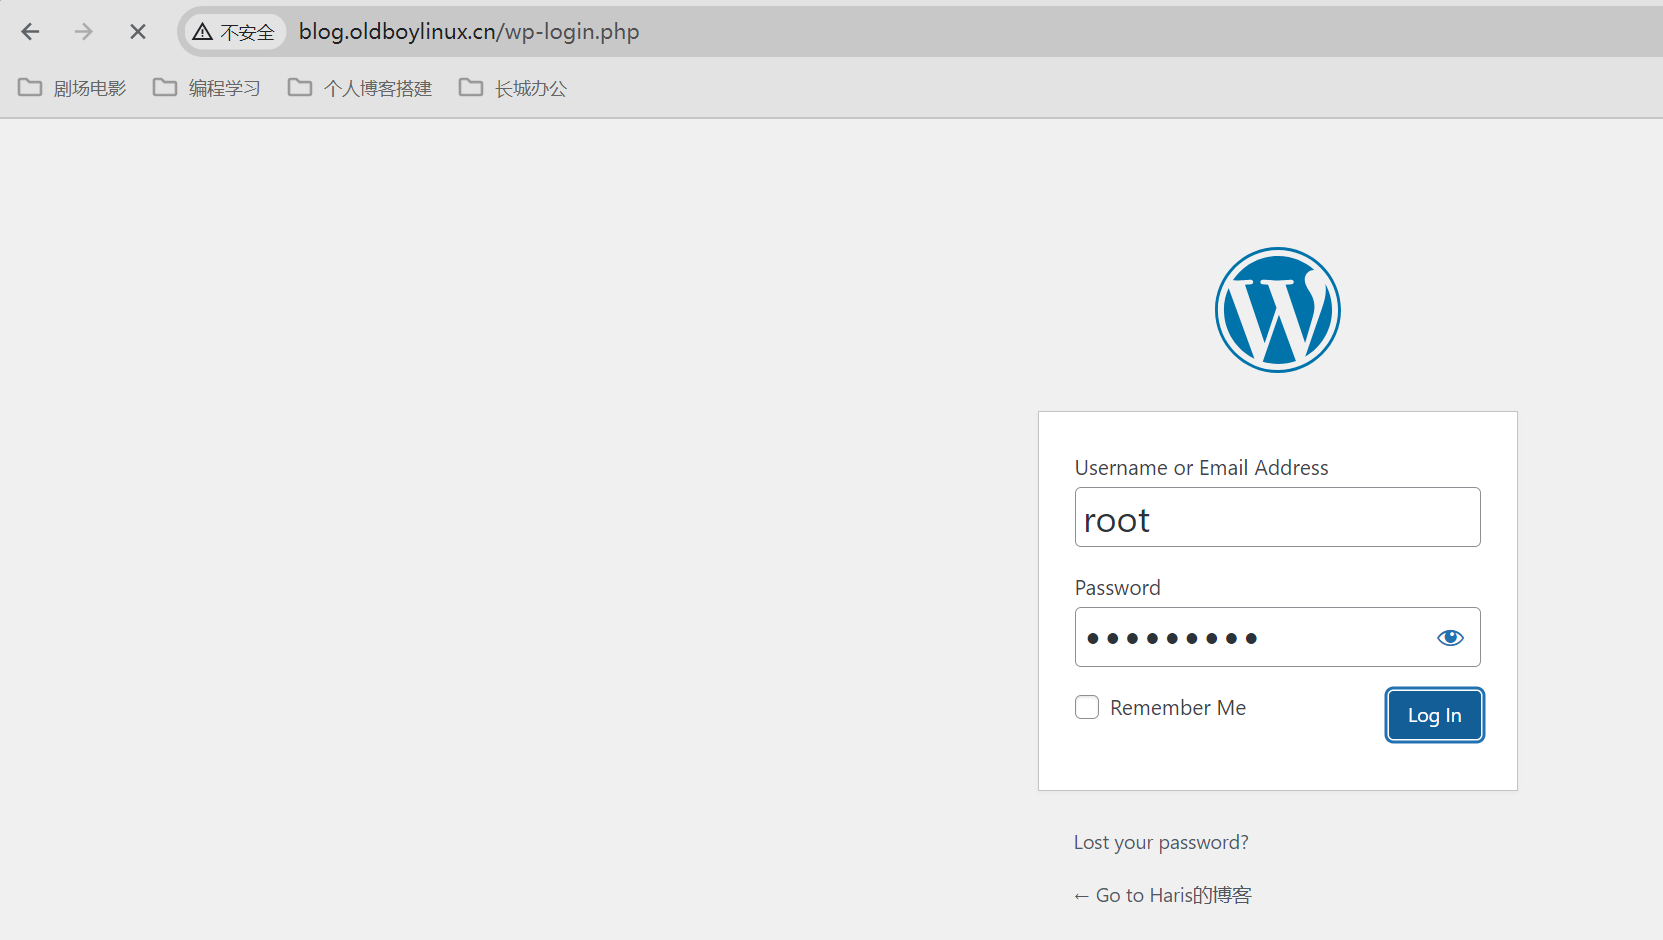 不安全 blog.oldboylinux.cn/wp-login.php
剧场电影 编程学习 个人博客搭建 长城办公
Username or Email Address
root
Password
Remember Me Log In
Lost your password?
← Go to Haris的博客